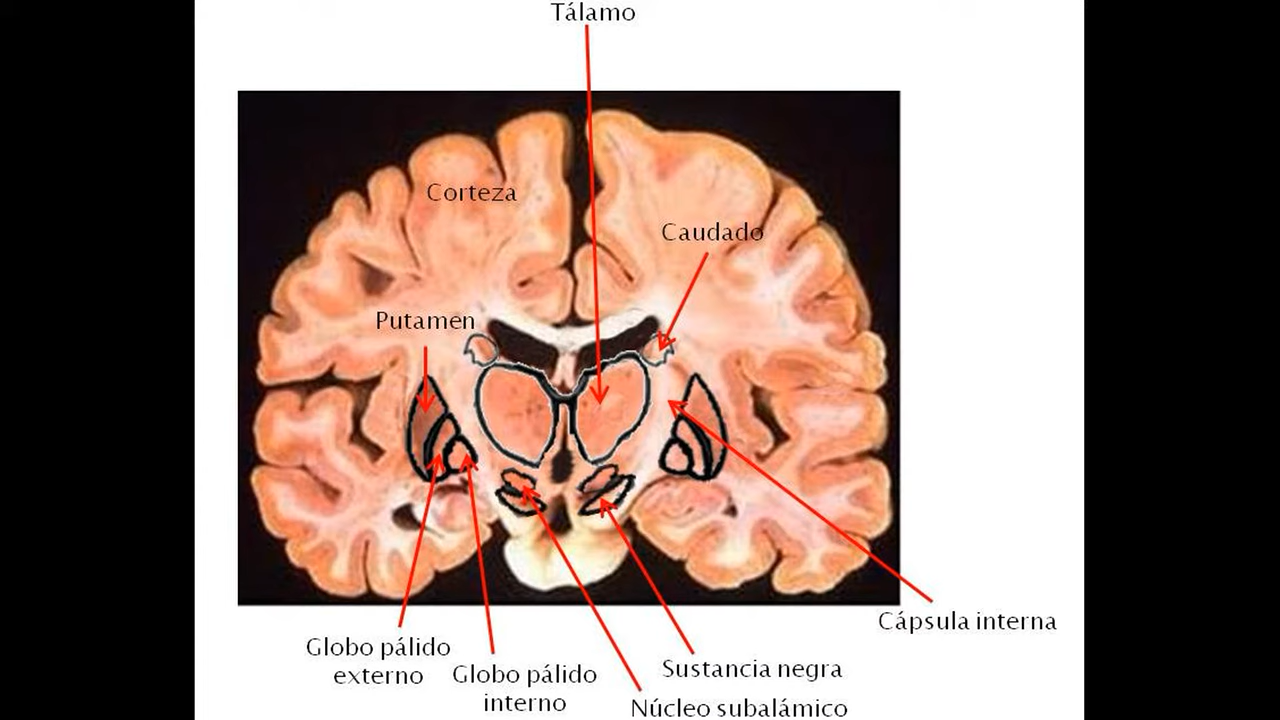 Tálamo
Corteza
Caudado
Putamen
Cápsula interna
Globo pálido
externo
Globo pálido
interno
Sustancia negra
Núcleo subalámico